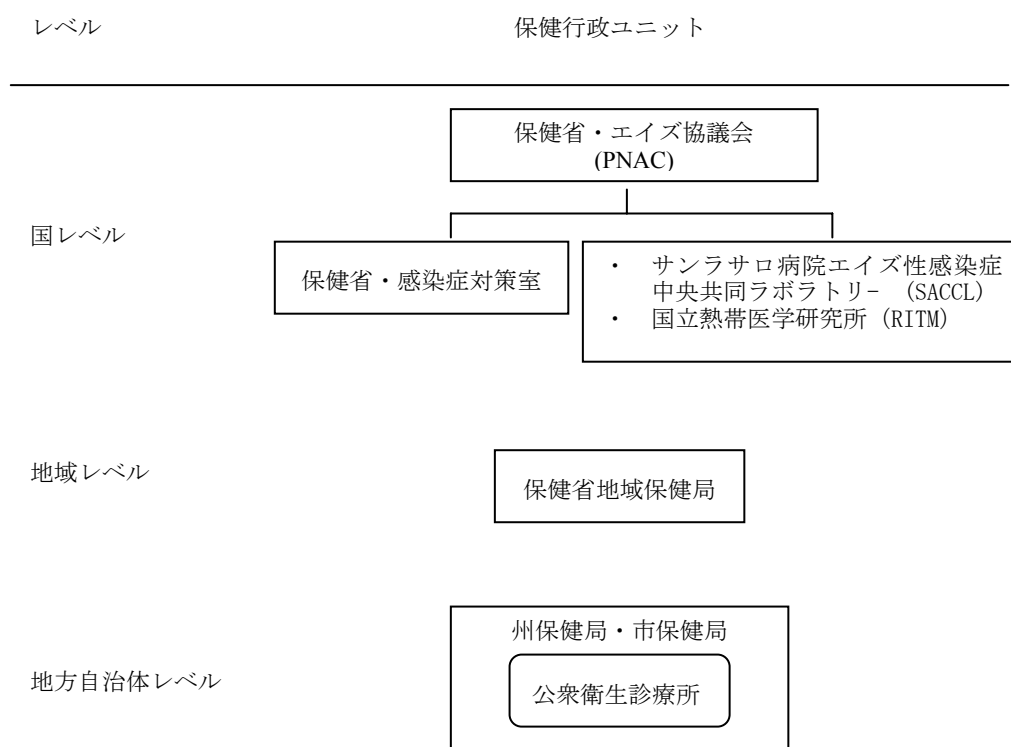 レベル
保健行政ユニット
保健省・エイズ協議会
(PNAC)
国レベル
保健省・感染症対策室
・ サンラサロ病院エイズ性感染症
中央共同ラボラトリ− (SACCL)
・ 国立熱帯医学研究所 (RITM)
地域レベル
保健省地域保健局
州保健局・市保健局
地方自治体レベル
公衆衛生診療所